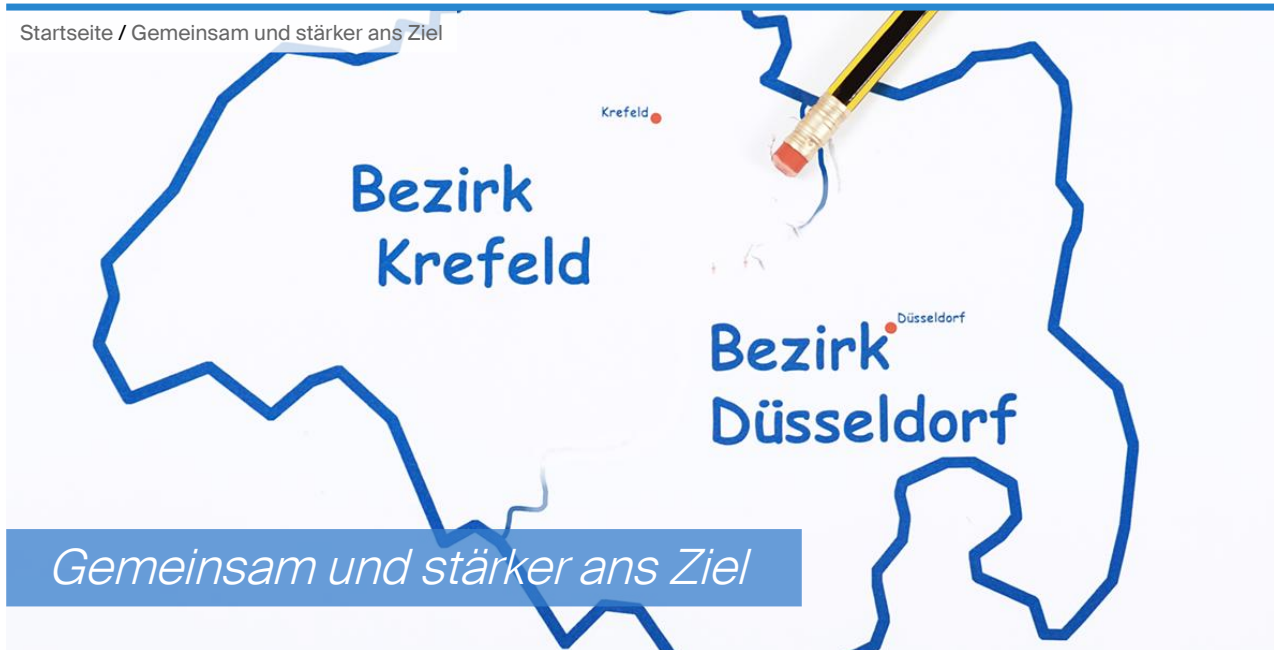 Startseite / Gemeinsam und stärker ans Ziel
Krefeld
Bezirk
Krefeld
Düsseldorf
Bezirk
Düsseldorf
Gemeinsam und stärker ans Ziel